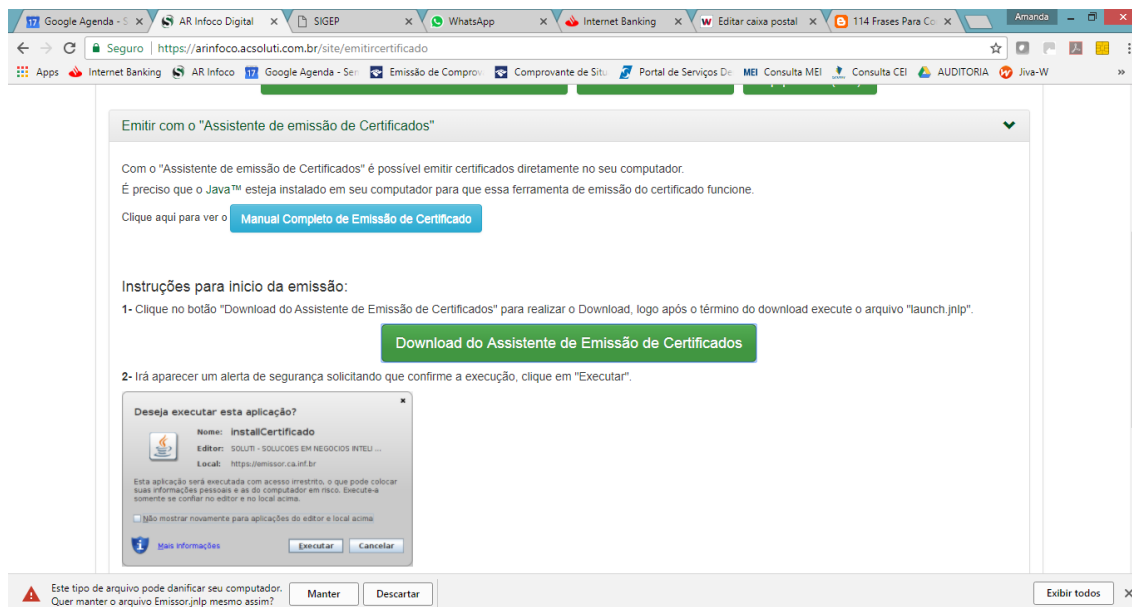 17 Google Agenda - S
AR Infoco Digital
SIGEP
WhatsApp
Internet Banking
W Editar caixa postal
114 Frases Para Co
Amanda
Seguro | https://arinfoco.acsoluti.com.br/site/emitircertificado
Apps Internet Banking AR Infoco 17 Google Agenda - Sen Emissão de Comprov Comprovante de Situ Portal de Serviços De MEI Consulta MEI Consulta CEI AUDITORIA Jiva-W »
Emitir com o "Assistente de emissão de Certificados"
Com o "Assistente de emissão de Certificados" é possível emitir certificados diretamente no seu computador.
É preciso que o Java™ esteja instalado em seu computador para que essa ferramenta de emissão do certificado funcione.
Clique aqui para ver o Manual Completo de Emissão de Certificado
Instruções para inicio da emissão:
1- Clique no botão "Download do Assistente de Emissão de Certificados" para realizar o Download, logo após o término do download execute o arquivo "launch.jnlp".
Download do Assistente de Emissão de Certificados
2- Irá aparecer um alerta de segurança solicitando que confirme a execução, clique em "Executar".
Deseja executar esta aplicação?
Nome: installCertificado
Editor: SOLUTI - SOLUCOES EM NEGOCIOS INTELI ...
Local: https://emissor.ca.inf.br
Esta aplicação será executada com acesso irrestrito, o que pode colocar
suas informações pessoais e as do computador em risco. Execute-a
somente se confiar no editor e no local acima.
Não mostrar novamente para aplicações do editor e local acima
Mais informações
Executar
Cancelar
Este tipo de arquivo pode danificar seu computador.
Quer manter o arquivo Emissor.jnlp mesmo assim?
Manter
Descartar
Exibir todos